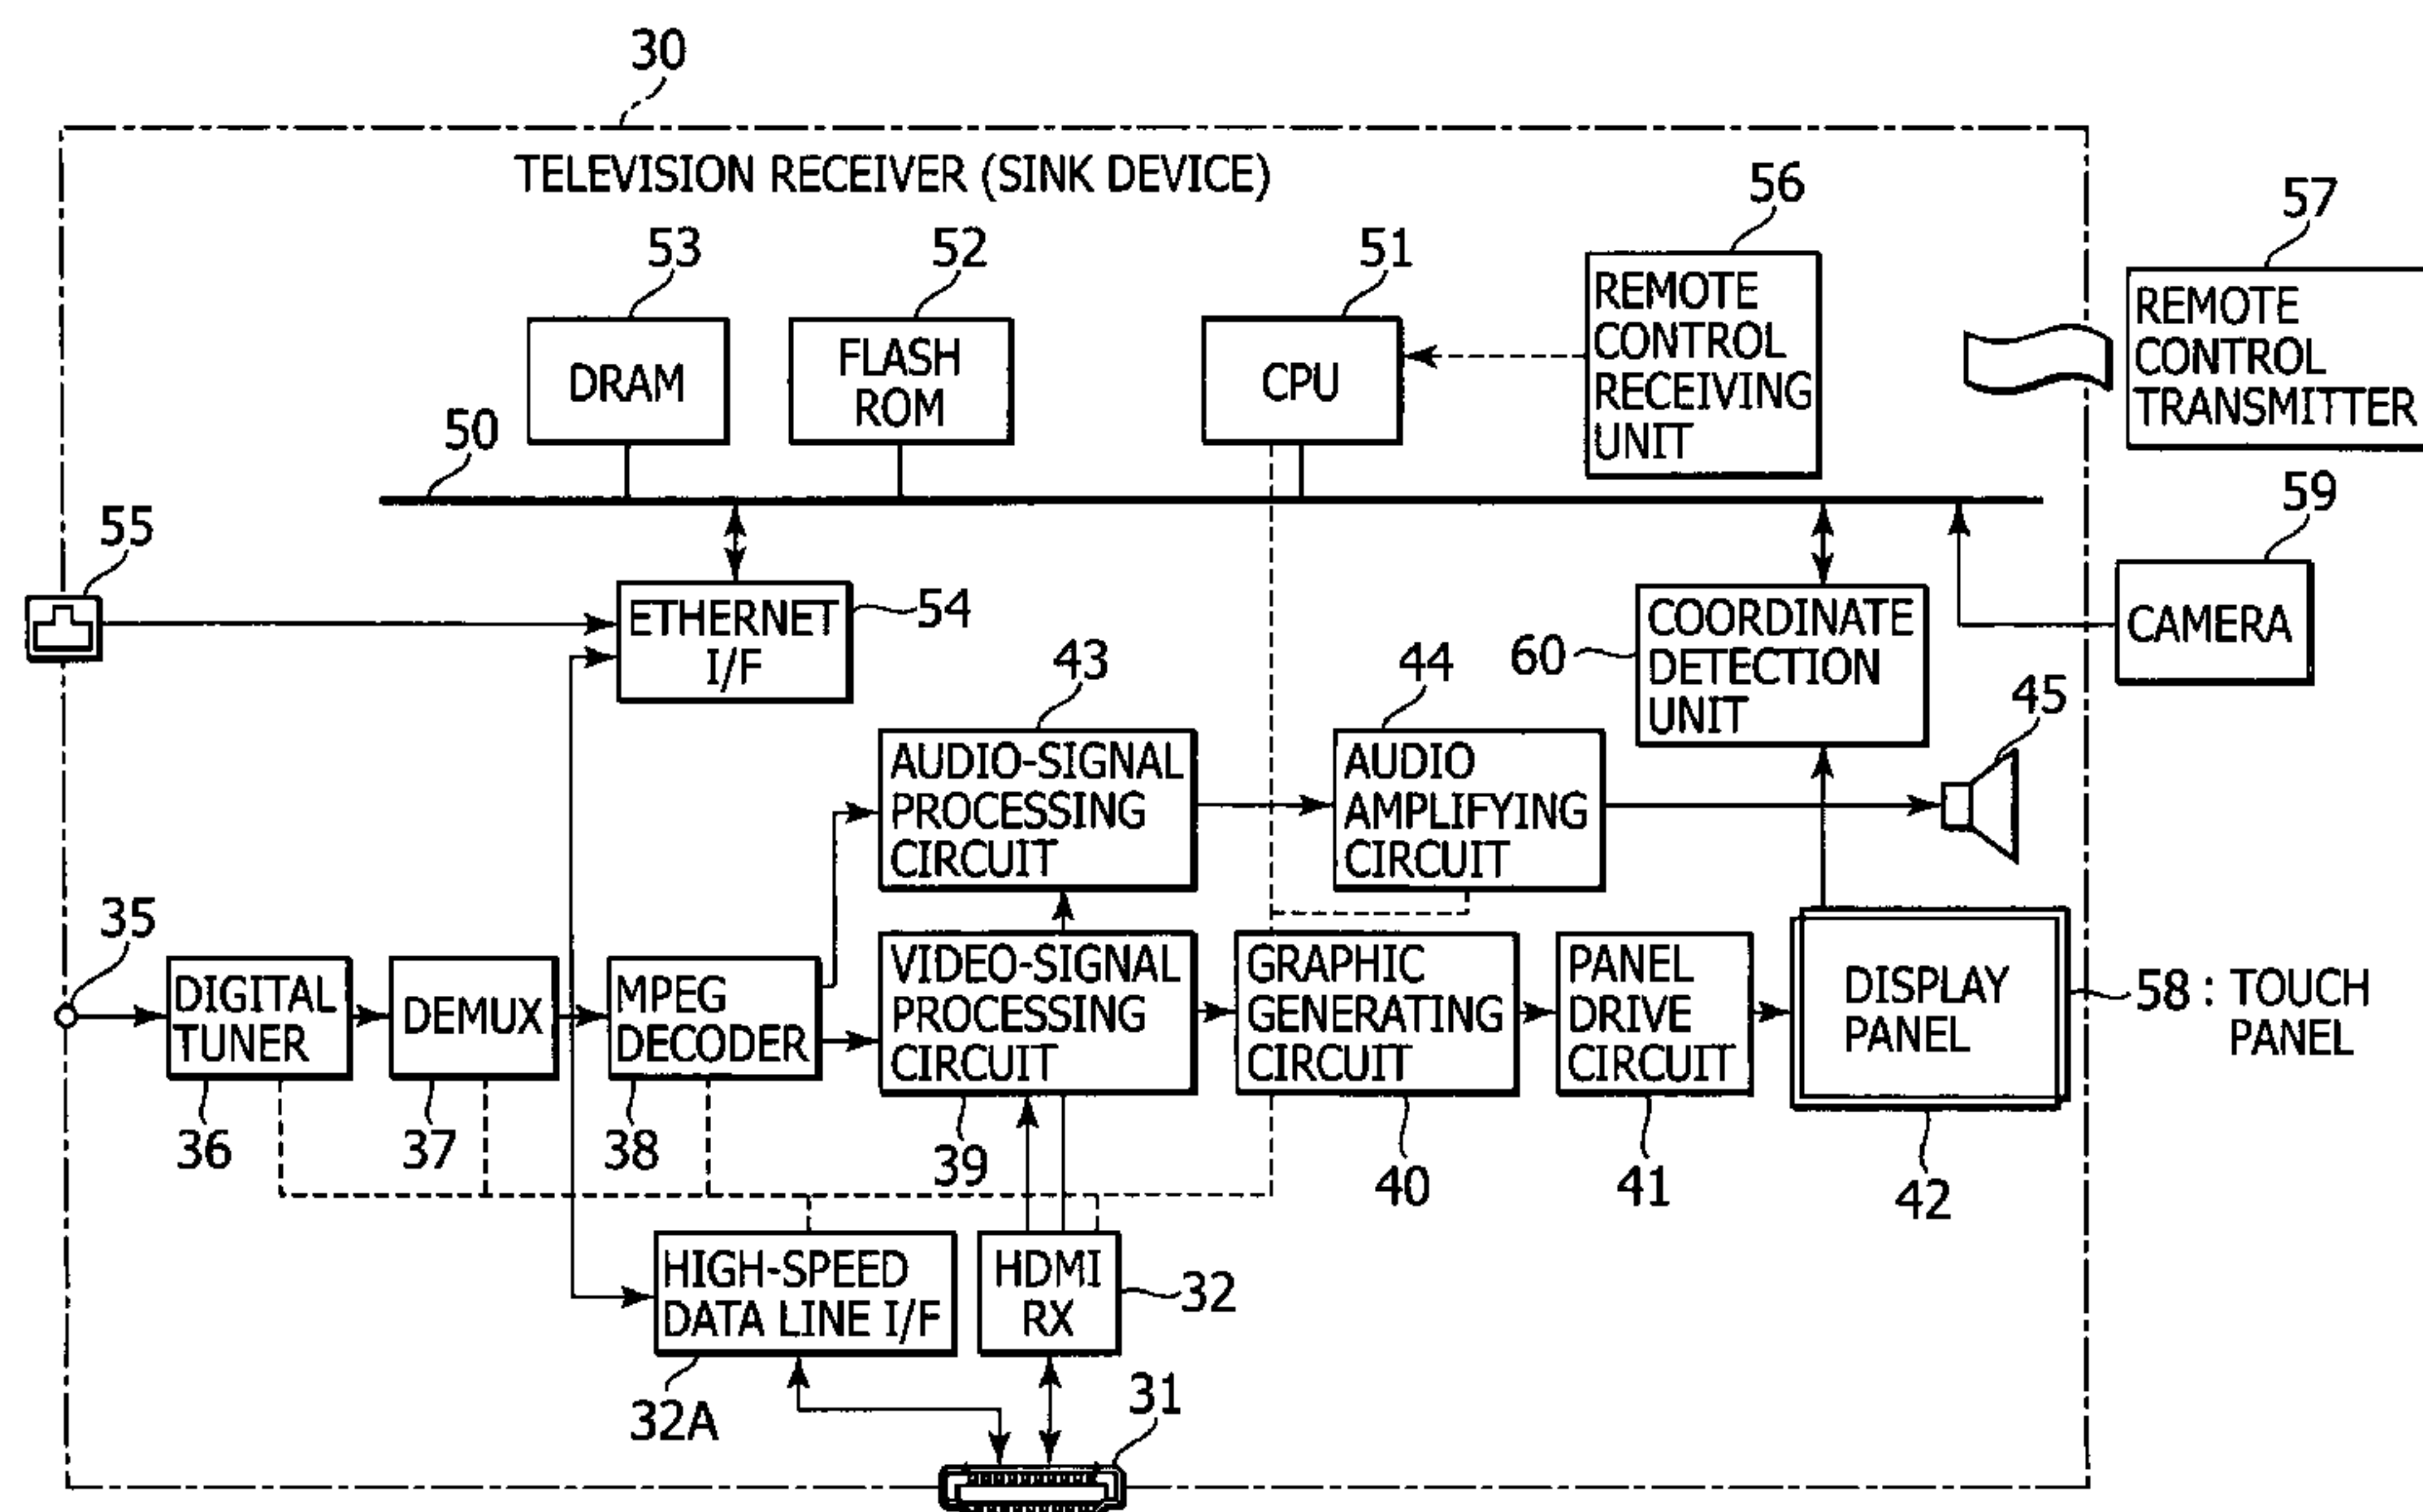 30
TELEVISION RECEIVER (SINK DEVICE)
53
52
51
56
57
DRAM
FLASH
ROM
CPU
REMOTE
CONTROL
RECEIVING
UNIT
REMOTE
CONTROL
TRANSMITTER
50
55
59
ETHERNET
I/F
54
COORDINATE
DETECTION
UNIT
60
CAMERA
43
44
45
AUDIO-SIGNAL
PROCESSING
CIRCUIT
AUDIO
AMPLIFYING
CIRCUIT
35
DIGITAL
TUNER
DEMUX
MPEG
DECODER
VIDEO-SIGNAL
PROCESSING
CIRCUIT
GRAPHIC
GENERATING
CIRCUIT
PANEL
DRIVE
CIRCUIT
DISPLAY
PANEL
58 : TOUCH
PANEL
36
37
38
39
40
41
42
HIGH-SPEED
DATA LINE I/F
HDMI
RX
32
32A
31